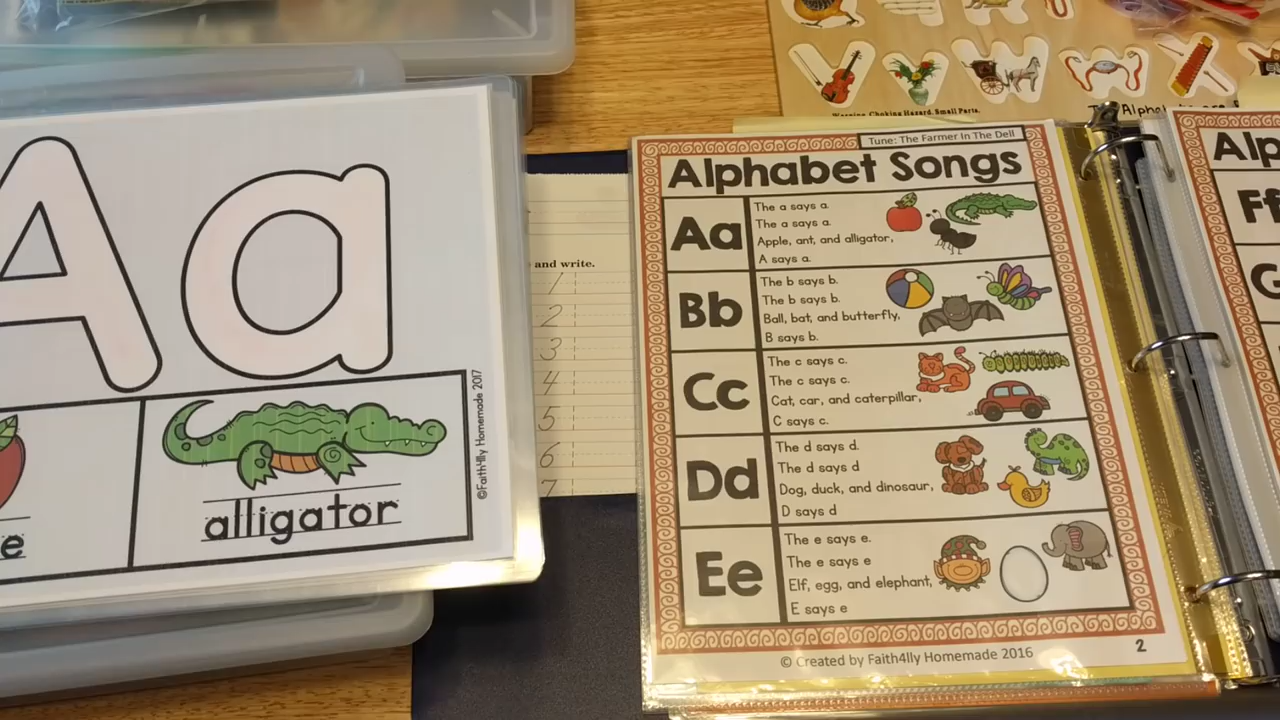 Aa
e
alligator
©Faith4lly Homemade 2017
and write.
1
2
3
4
5
6
7
Warning. Choking Hazard. Small Parts.
Tune: The Farmer In The Dell
Alphabet Songs
Aa
The a says a.
The a says a.
Apple, ant, and alligator,
A says a.
Bb
The b says b.
The b says b.
Ball, bat, and butterfly,
B says b.
Cc
The c says c.
The c says c.
Cat, car, and caterpillar,
C says c.
Dd
The d says d.
The d says d
Dog, duck, and dinosaur,
D says d
Ee
The e says e.
The e says e
Elf, egg, and elephant,
E says e
© Created by Faith4lly Homemade 2016
2
Alp
Ff
G